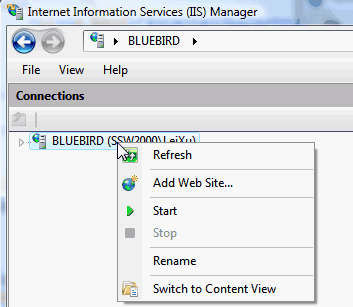 Internet Information Services (IIS) Manager
BLUEBIRD
File View Help
Connections
BLUEBIRD (SSW2000\LeiXu)
Refresh
Add Web Site...
Start
Stop
Rename
Switch to Content View